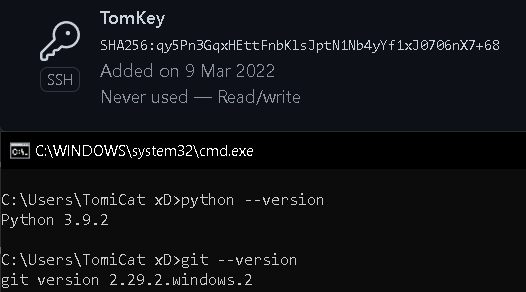 TomKey
SHA256:qy5Pn3GqxHEttFnbKlsJptN1Nb4yYf1xJ0706nX7+68
SSH
Added on 9 Mar 2022
Never used — Read/write
C:\WINDOWS\system32\cmd.exe
C:\Users\TomiCat xD>python --version
Python 3.9.2
C:\Users\TomiCat xD>git --version
git version 2.29.2.windows.2